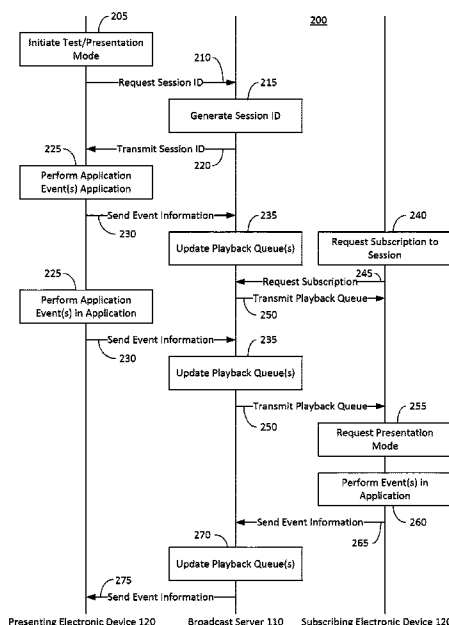 205
200
Initiate Test/Presentation
Mode
210
Request Session ID
215
Generate Session ID
225
Transmit Session ID
220
Perform Application
Event(s) Application
Send Event Information
230
235
240
Update Playback Queue(s)
Request Subscription to
Session
225
245
Request Subscription
Perform Application
Event(s) in Application
Transmit Playback Queue
250
235
Send Event Information
230
Update Playback Queue(s)
Transmit Playback Queue
250
255
Request Presentation
Mode
Perform Event(s) in
Application
Send Event Information
260
265
270
Update Playback Queue(s)
275
Send Event Information
Presenting Electronic Device 120
Broadcast Server 110
Subscribing Electronic Device 120